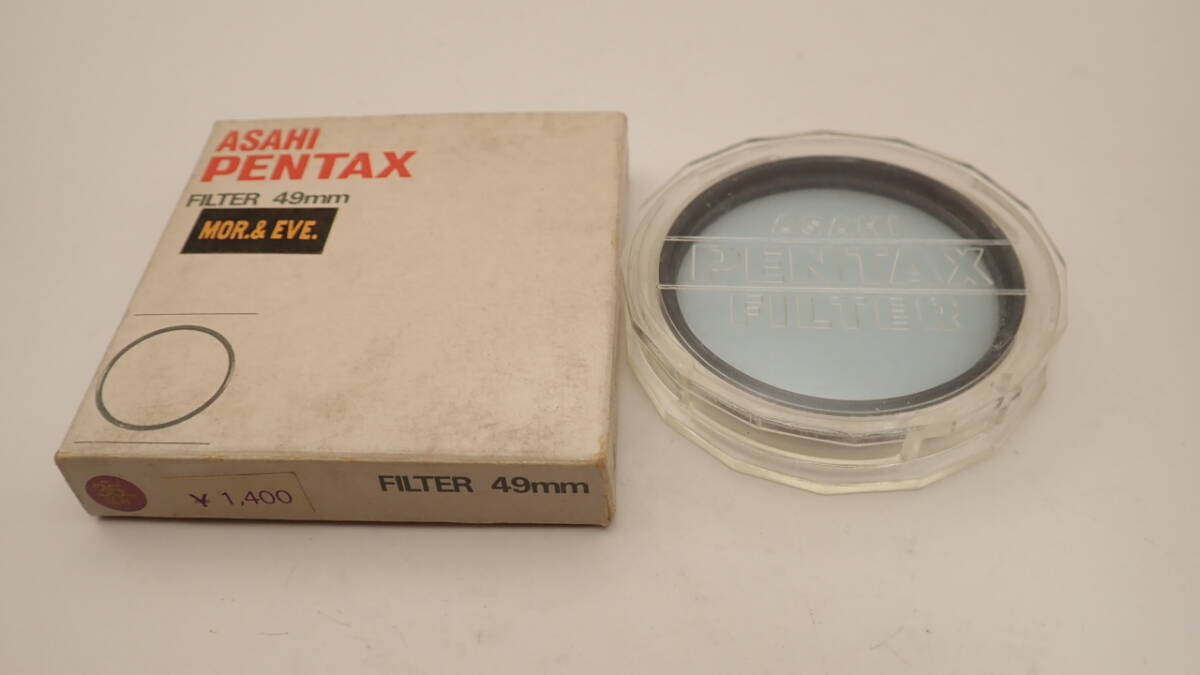 ASAHI
PENTAX
FILTER 49mm
MOR.& EVE.
¥1,400
FILTER 49mm
ASAHI
PENTAX
FILTER